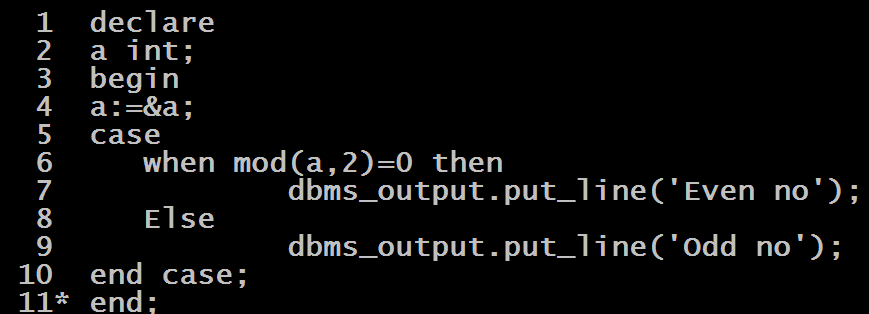 1  declare
2  a int;
3  begin
4  a:=&a;
5  case
6     when mod(a,2)=0 then
7             dbms_output.put_line('Even no');
8     Else
9             dbms_output.put_line('Odd no');
10  end case;
11* end;